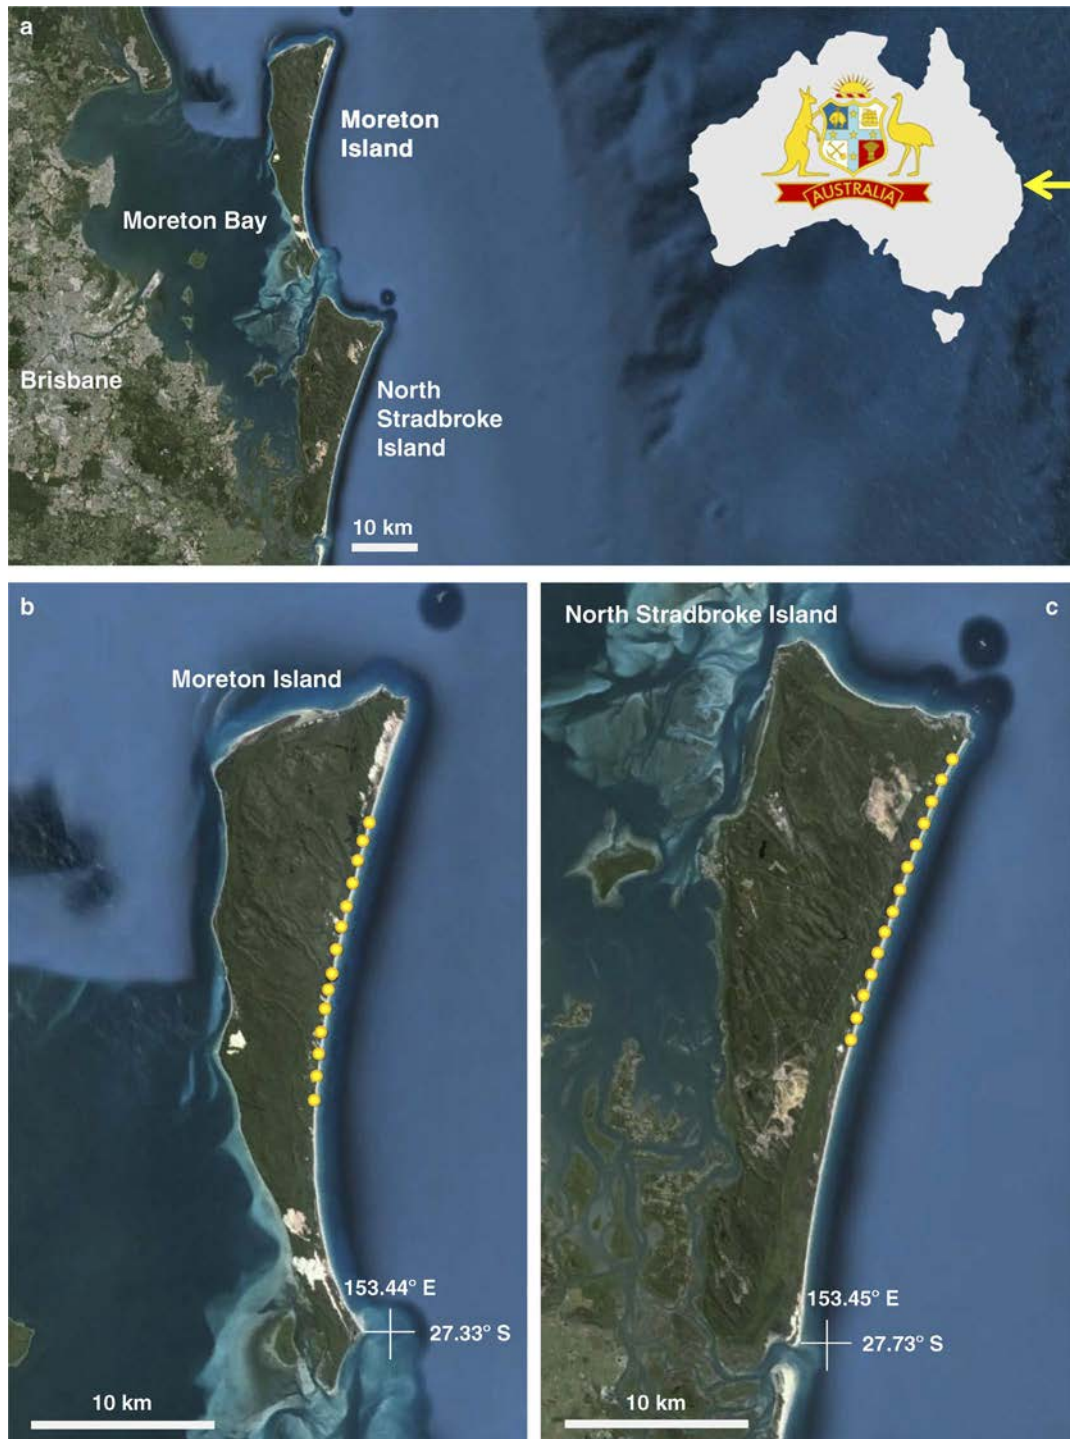 a
Moreton
Island
Moreton Bay
AUSTRALIA
Brisbane
North
Stradbroke
Island
10 km
b
Moreton Island
153.44° E
27.33° S
10 km
North Stradbroke Island
c
153.45° E
27.73° S
10 km